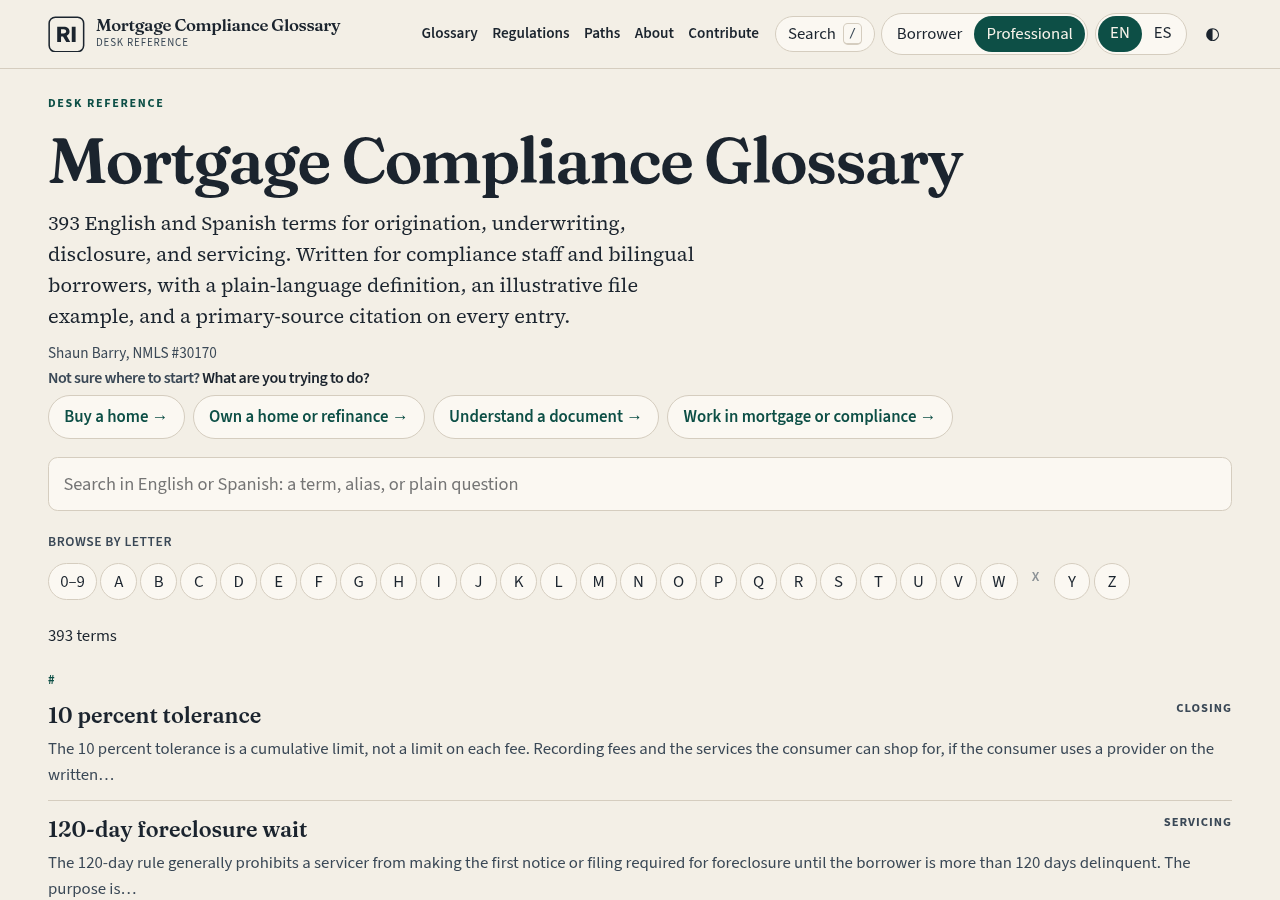 RI Mortgage Compliance Glossary
DESK REFERENCE
Glossary Regulations Paths About Contribute Search / Borrower Professional EN ES
DESK REFERENCE
Mortgage Compliance Glossary
393 English and Spanish terms for origination, underwriting,
disclosure, and servicing. Written for compliance staff and bilingual
borrowers, with a plain-language definition, an illustrative file
example, and a primary-source citation on every entry.
Shaun Barry, NMLS #30170
Not sure where to start? What are you trying to do?
Buy a home → Own a home or refinance → Understand a document → Work in mortgage or compliance →
Search in English or Spanish: a term, alias, or plain question
BROWSE BY LETTER
0–9 A B C D E F G H I J K L M N O P Q R S T U V W X Y Z
393 terms
#
10 percent tolerance CLOSING
The 10 percent tolerance is a cumulative limit, not a limit on each fee. Recording fees and the services the consumer can shop for, if the consumer uses a provider on the
written…
120-day foreclosure wait SERVICING
The 120-day rule generally prohibits a servicer from making the first notice or filing required for foreclosure until the borrower is more than 120 days delinquent. The
purpose is…